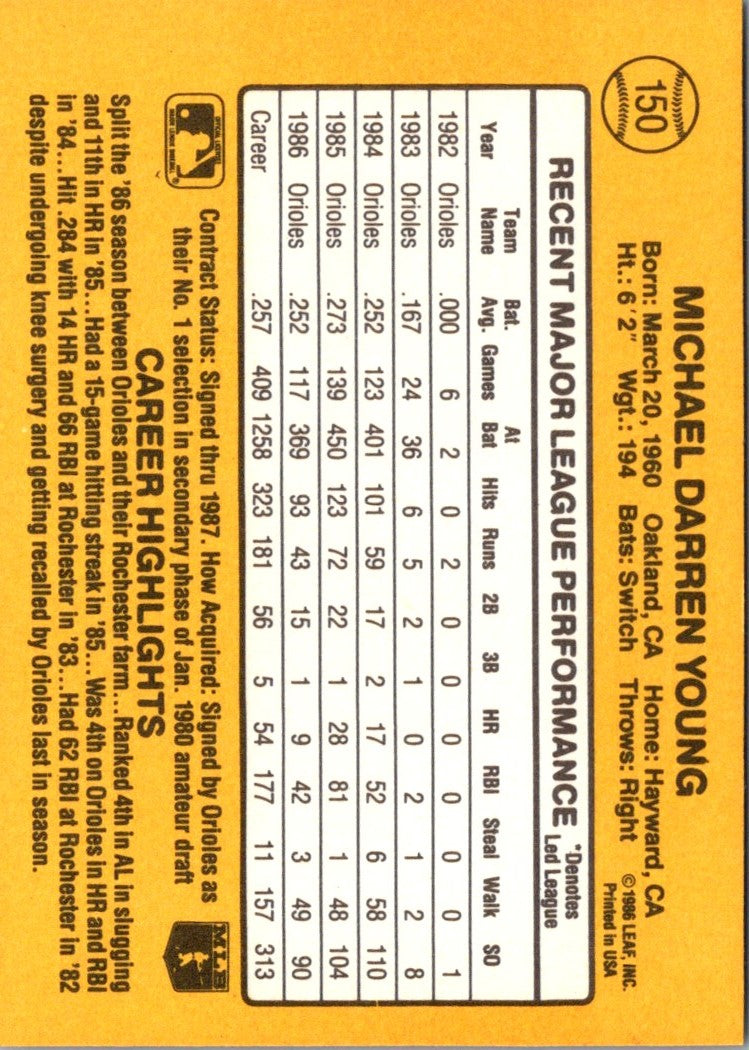 150
MICHAEL DARREN YOUNG
Born: March 20, 1960 Oakland, CA Home: Hayward, CA
Ht.: 6'2" Wgt.: 194 Bats: Switch Throws: Right
©1986 LEAF, INC.
Printed in USA
RECENT MAJOR LEAGUE PERFORMANCE *Denotes Led League
Year Team Name Bat. Avg. Games At Bat Hits Runs 2B 3B HR RBI Steal Walk SO
1982 Orioles .000 6 2 0 2 0 0 0 0 0 0 1
1983 Orioles .167 24 36 6 5 2 1 0 2 1 2 8
1984 Orioles .252 123 401 101 59 17 2 17 52 6 58 110
1985 Orioles .273 139 450 123 72 22 1 28 81 1 48 104
1986 Orioles .252 117 369 93 43 15 1 9 42 3 49 90
Career .257 409 1258 323 181 56 5 54 177 11 157 313
Contract Status: Signed thru 1987. How Acquired: Signed by Orioles as
their No. 1 selection in secondary phase of Jan. 1980 amateur draft
MLB
CAREER HIGHLIGHTS
Split the '86 season between Orioles and their Rochester farm...Ranked 4th in AL in slugging
and 11th in HR in '85...Had a 15-game hitting streak in '85...Was 4th on Orioles in HR and RBI
in '84...Hit .284 with 14 HR and 66 RBI at Rochester in '83...Had 62 RBI at Rochester in '82
despite undergoing knee surgery and getting recalled by Orioles last in season.